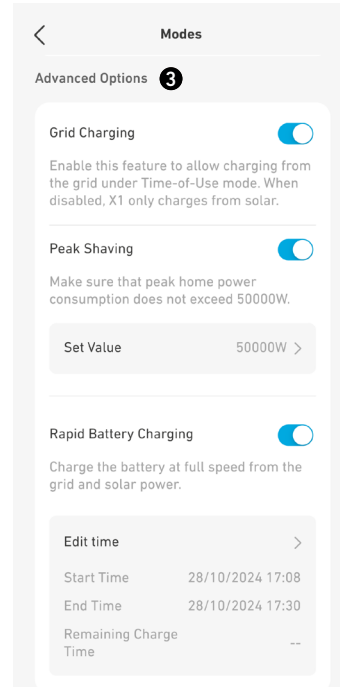 Modes
Advanced Options 3
Grid Charging
Enable this feature to allow charging from
the grid under Time-of-Use mode. When
disabled, X1 only charges from solar.
Peak Shaving
Make sure that peak home power
consumption does not exceed 50000W.
Set Value 50000W
Rapid Battery Charging
Charge the battery at full speed from the
grid and solar power.
Edit time
Start Time 28/10/2024 17:08
End Time 28/10/2024 17:30
Remaining Charge
Time --